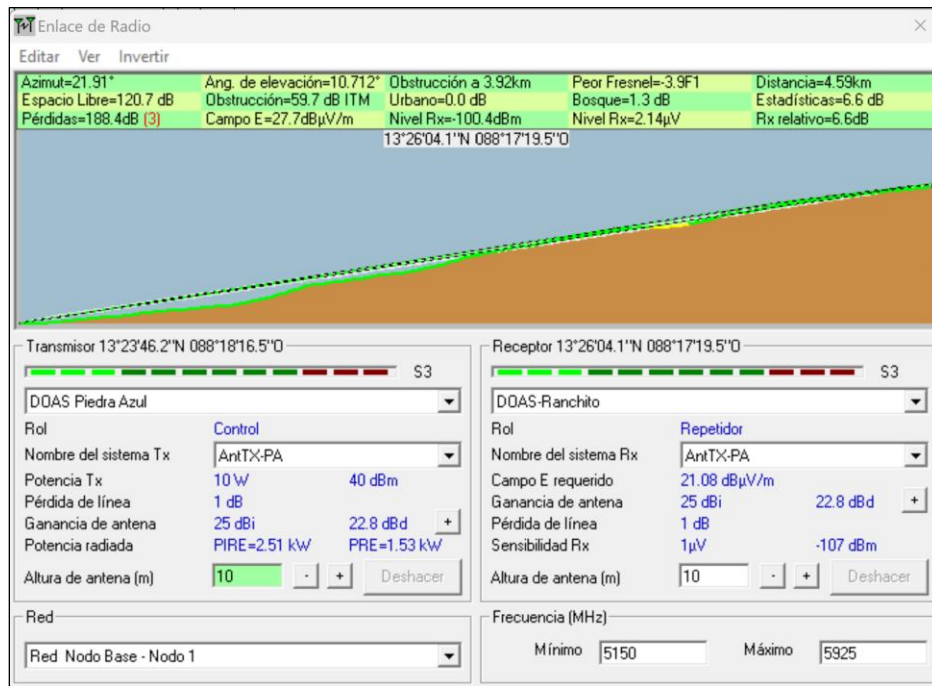 Enlace de Radio
Editar Ver Invertir
Azimut=21.91° Ang. de elevación=10.712° Obstrucción a 3.92km Peor Fresnel=-3.9F1 Distancia=4.59km
Espacio Libre=120.7 dB Obstrucción=59.7 dB ITM Urbano=0.0 dB Bosque=1.3 dB Estadísticas=6.6 dB
Pérdidas=188.4dB (3) Campo E=27.7dBµV/m Nivel Rx=-100.4dBm Nivel Rx=2.14µV Rx relativo=6.6dB
13°26'04.1"N 088°17'19.5"O
Transmisor 13°23'46.2"N 088°18'16.5"O
S3
DOAS Piedra Azul
Rol Control
Nombre del sistema Tx AntTX-PA
Potencia Tx 10 W 40 dBm
Pérdida de línea 1 dB
Ganancia de antena 25 dBi 22.8 dBd +
Potencia radiada PIRE=2.51 kW PRE=1.53 kW
Altura de antena (m) 10 - + Deshacer
Red
Red Nodo Base - Nodo 1
Receptor 13°26'04.1"N 088°17'19.5"O
S3
DOAS-Ranchito
Rol Repetidor
Nombre del sistema Rx AntTX-PA
Campo E requerido 21.08 dBµV/m
Ganancia de antena 25 dBi 22.8 dBd +
Pérdida de línea 1 dB
Sensibilidad Rx 1µV -107 dBm
Altura de antena (m) 10 - + Deshacer
Frecuencia (MHz)
Mínimo 5150 Máximo 5925